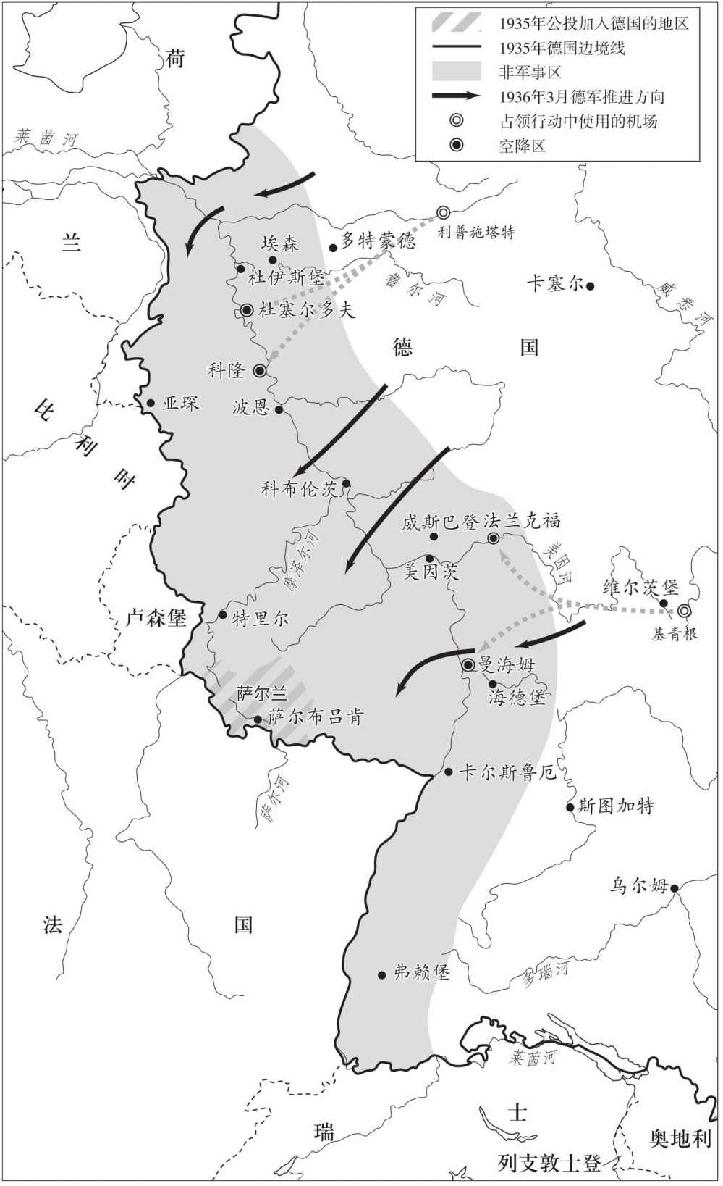 1935年公投加入德国的地区
1935年德国边境线
非军事区
1936年3月德军推进方向
占领行动中使用的机场
空降区
荷
莱茵河
兰
利普施塔特
多特蒙德
埃森
杜伊斯堡
鲁尔河
卡塞尔
威悉河
杜塞尔多夫
德国
科隆
亚琛
波恩
比利时
科布伦茨
威斯巴登
法兰克福
美因河
美因茨
摩泽尔河
维尔茨堡
基青根
卢森堡
特里尔
曼海姆
海德堡
萨尔兰
萨尔布吕肯
卡尔斯鲁厄
萨尔河
斯图加特
乌尔姆
法国
弗赖堡
多瑙河
莱茵河
瑞士
奥地利
列支敦士登